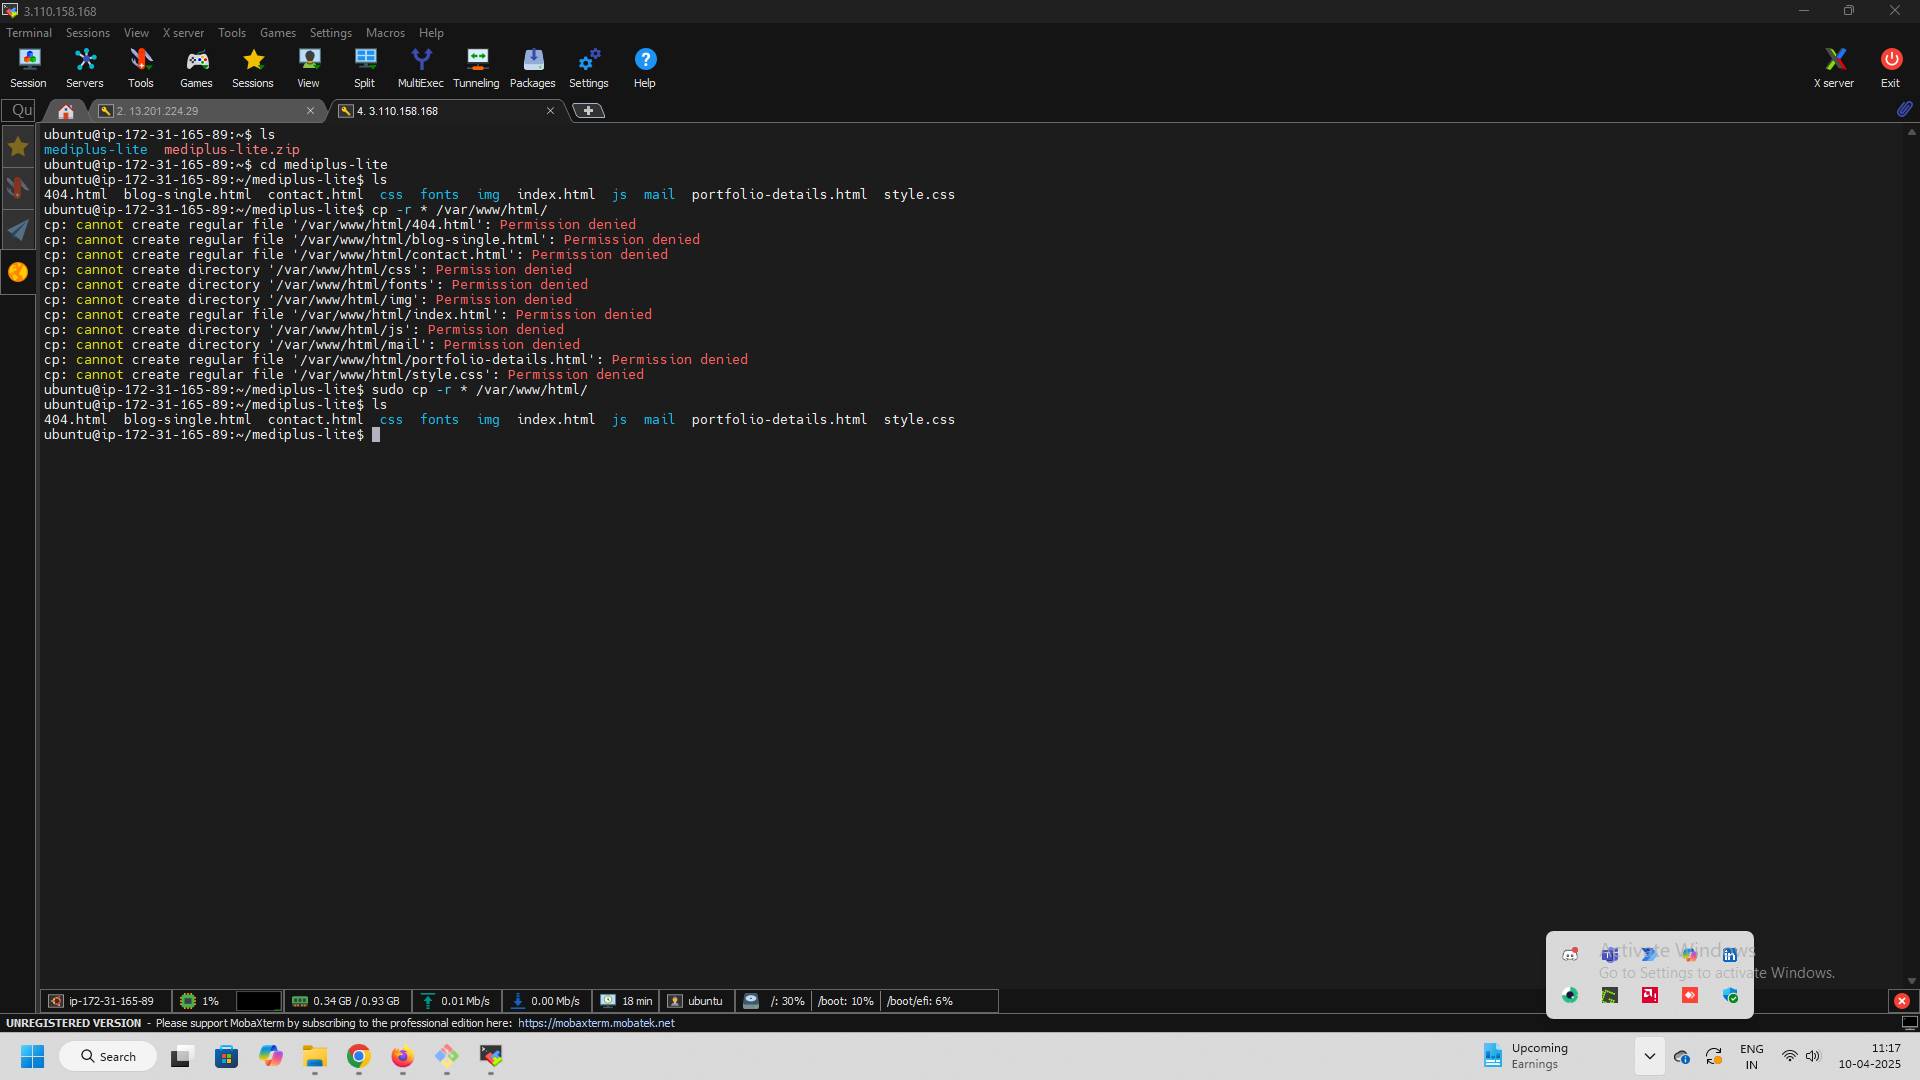 3.110.158.168
Terminal Sessions View X server Tools Games Settings Macros Help
Session Servers Tools Games Sessions View Split MultiExec Tunneling Packages Settings Help X server Exit
Qu 2. 13.201.224.29 4. 3.110.158.168
ubuntu@ip-172-31-165-89:~$ ls
mediplus-lite mediplus-lite.zip
ubuntu@ip-172-31-165-89:~$ cd mediplus-lite
ubuntu@ip-172-31-165-89:~/mediplus-lite$ ls
404.html blog-single.html contact.html css fonts img index.html js mail portfolio-details.html style.css
ubuntu@ip-172-31-165-89:~/mediplus-lite$ cp -r * /var/www/html/
cp: cannot create regular file '/var/www/html/404.html': Permission denied
cp: cannot create regular file '/var/www/html/blog-single.html': Permission denied
cp: cannot create regular file '/var/www/html/contact.html': Permission denied
cp: cannot create directory '/var/www/html/css': Permission denied
cp: cannot create directory '/var/www/html/fonts': Permission denied
cp: cannot create directory '/var/www/html/img': Permission denied
cp: cannot create regular file '/var/www/html/index.html': Permission denied
cp: cannot create directory '/var/www/html/js': Permission denied
cp: cannot create directory '/var/www/html/mail': Permission denied
cp: cannot create regular file '/var/www/html/portfolio-details.html': Permission denied
cp: cannot create regular file '/var/www/html/style.css': Permission denied
ubuntu@ip-172-31-165-89:~/mediplus-lite$ sudo cp -r * /var/www/html/
ubuntu@ip-172-31-165-89:~/mediplus-lite$ ls
404.html blog-single.html contact.html css fonts img index.html js mail portfolio-details.html style.css
ubuntu@ip-172-31-165-89:~/mediplus-lite$
Activate Windows
Go to Settings to activate Windows.
ip-172-31-165-89 1% 0.34 GB / 0.93 GB 0.01 Mb/s 0.00 Mb/s 18 min ubuntu /: 30% /boot: 10% /boot/efi: 6%
UNREGISTERED VERSION - Please support MobaXterm by subscribing to the professional edition here: https://mobaxterm.mobatek.net
Search
Upcoming
Earnings
ENG
IN
11:17
10-04-2025